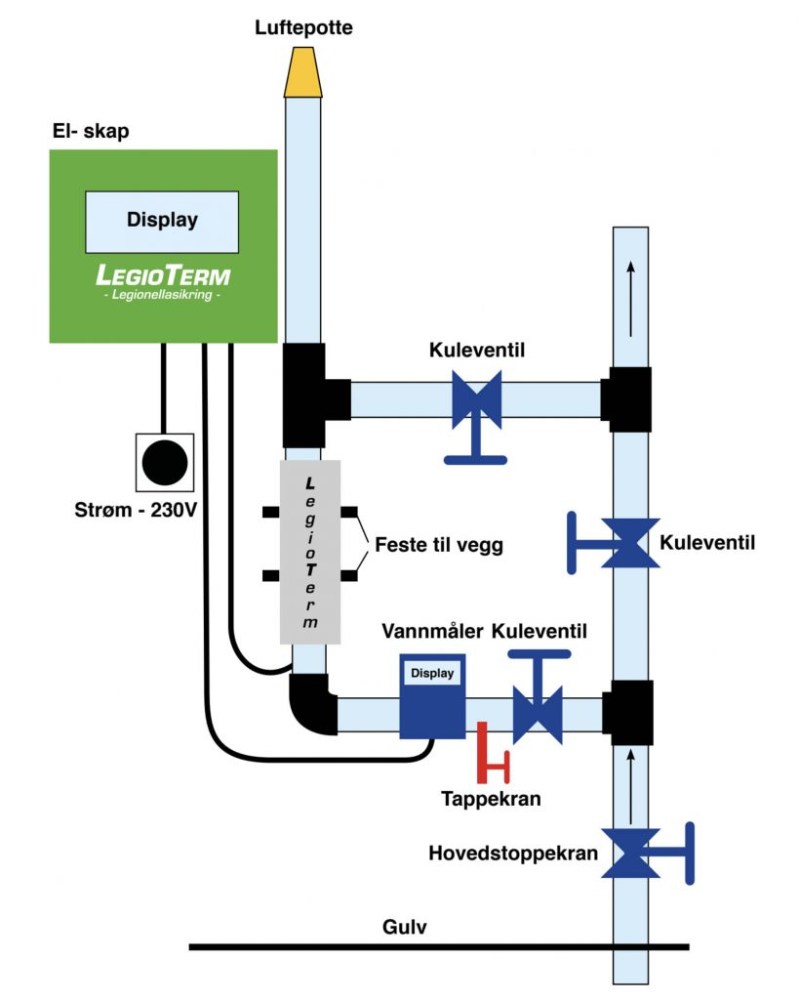 Luftepotte
El- skap
Display
LEGIOTERM
- Legionellasikring -
Kuleventil
Strøm - 230V
LegioTerm
Feste til vegg
Kuleventil
Vannmåler
Kuleventil
Display
Tappekran
Hovedstoppekran
Gulv